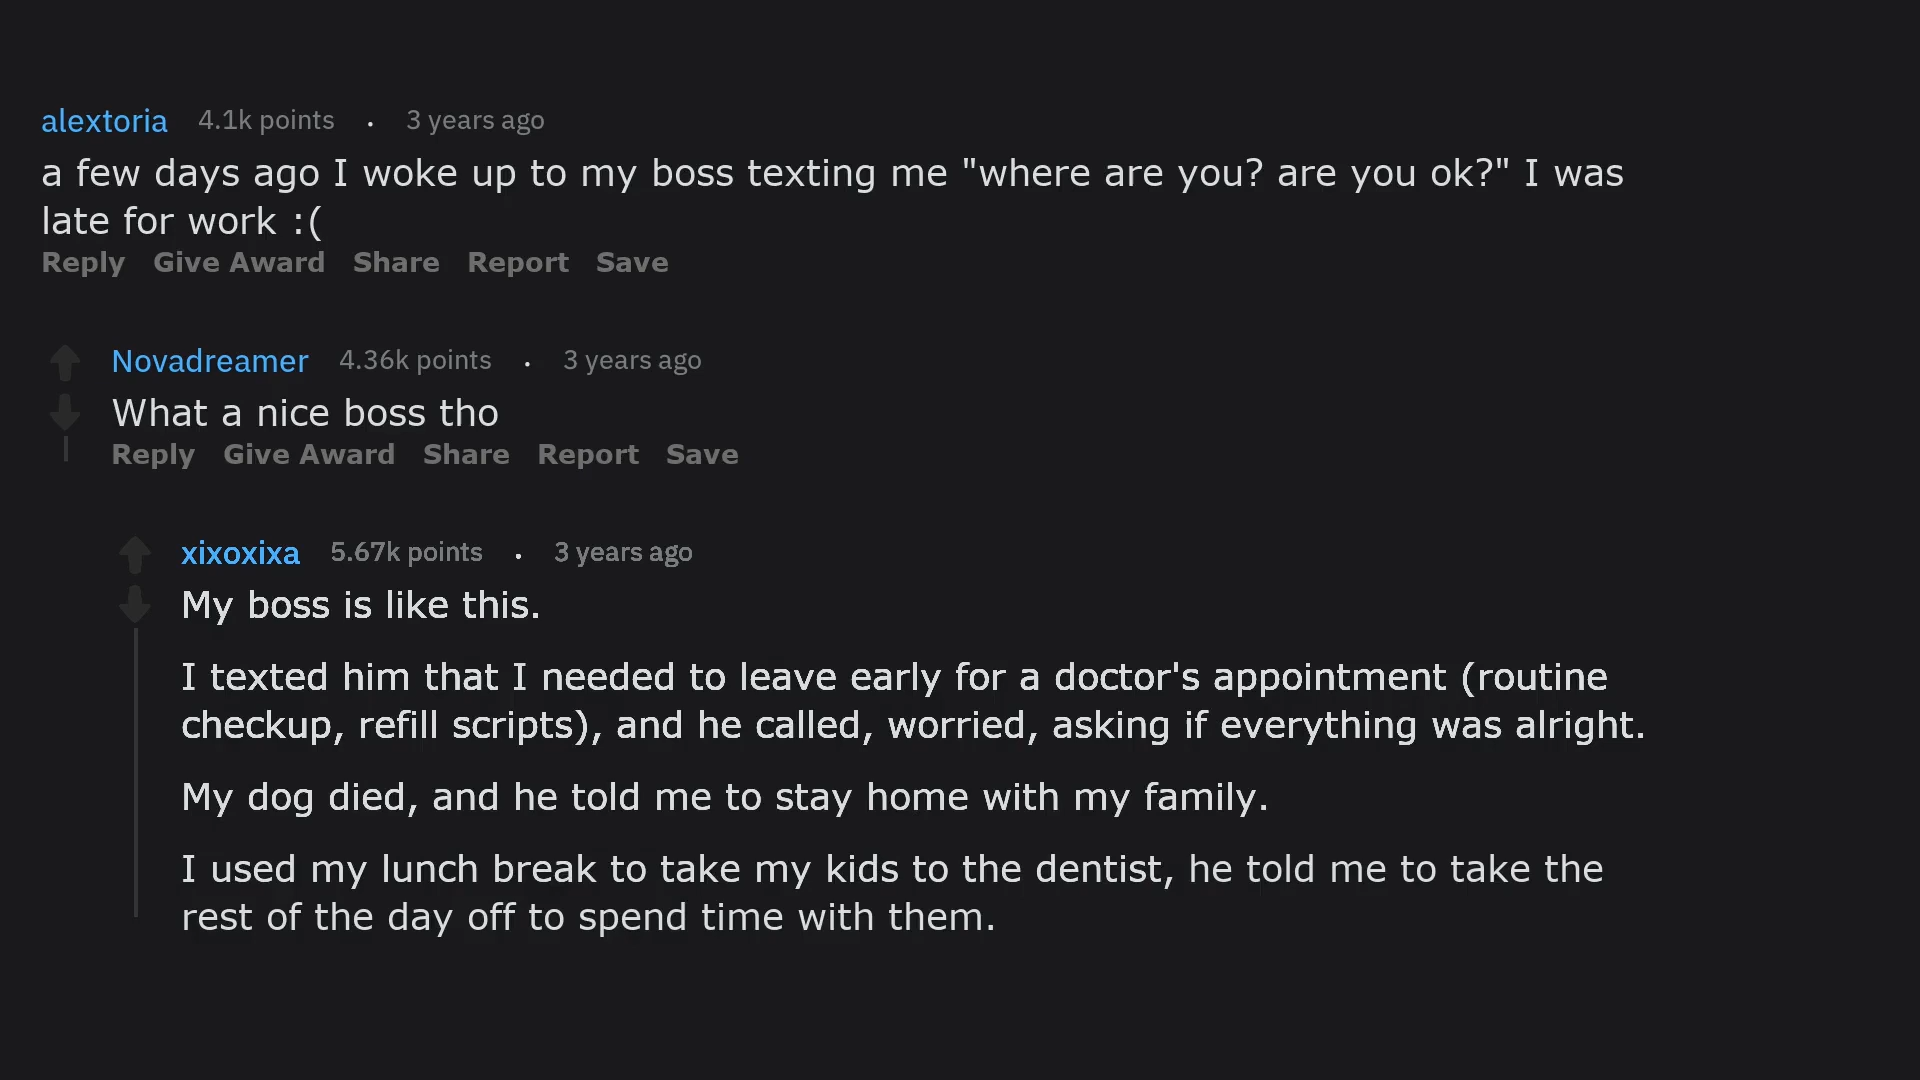 alextoria 4.1k points . 3 years ago
a few days ago I woke up to my boss texting me "where are you? are you ok?" I was
late for work :(
Reply Give Award Share Report Save
Novadreamer 4.36k points . 3 years ago
What a nice boss tho
Reply Give Award Share Report Save
xixoxixa 5.67k points . 3 years ago
My boss is like this.
I texted him that I needed to leave early for a doctor's appointment (routine
checkup, refill scripts), and he called, worried, asking if everything was alright.
My dog died, and he told me to stay home with my family.
I used my lunch break to take my kids to the dentist, he told me to take the
rest of the day off to spend time with them.